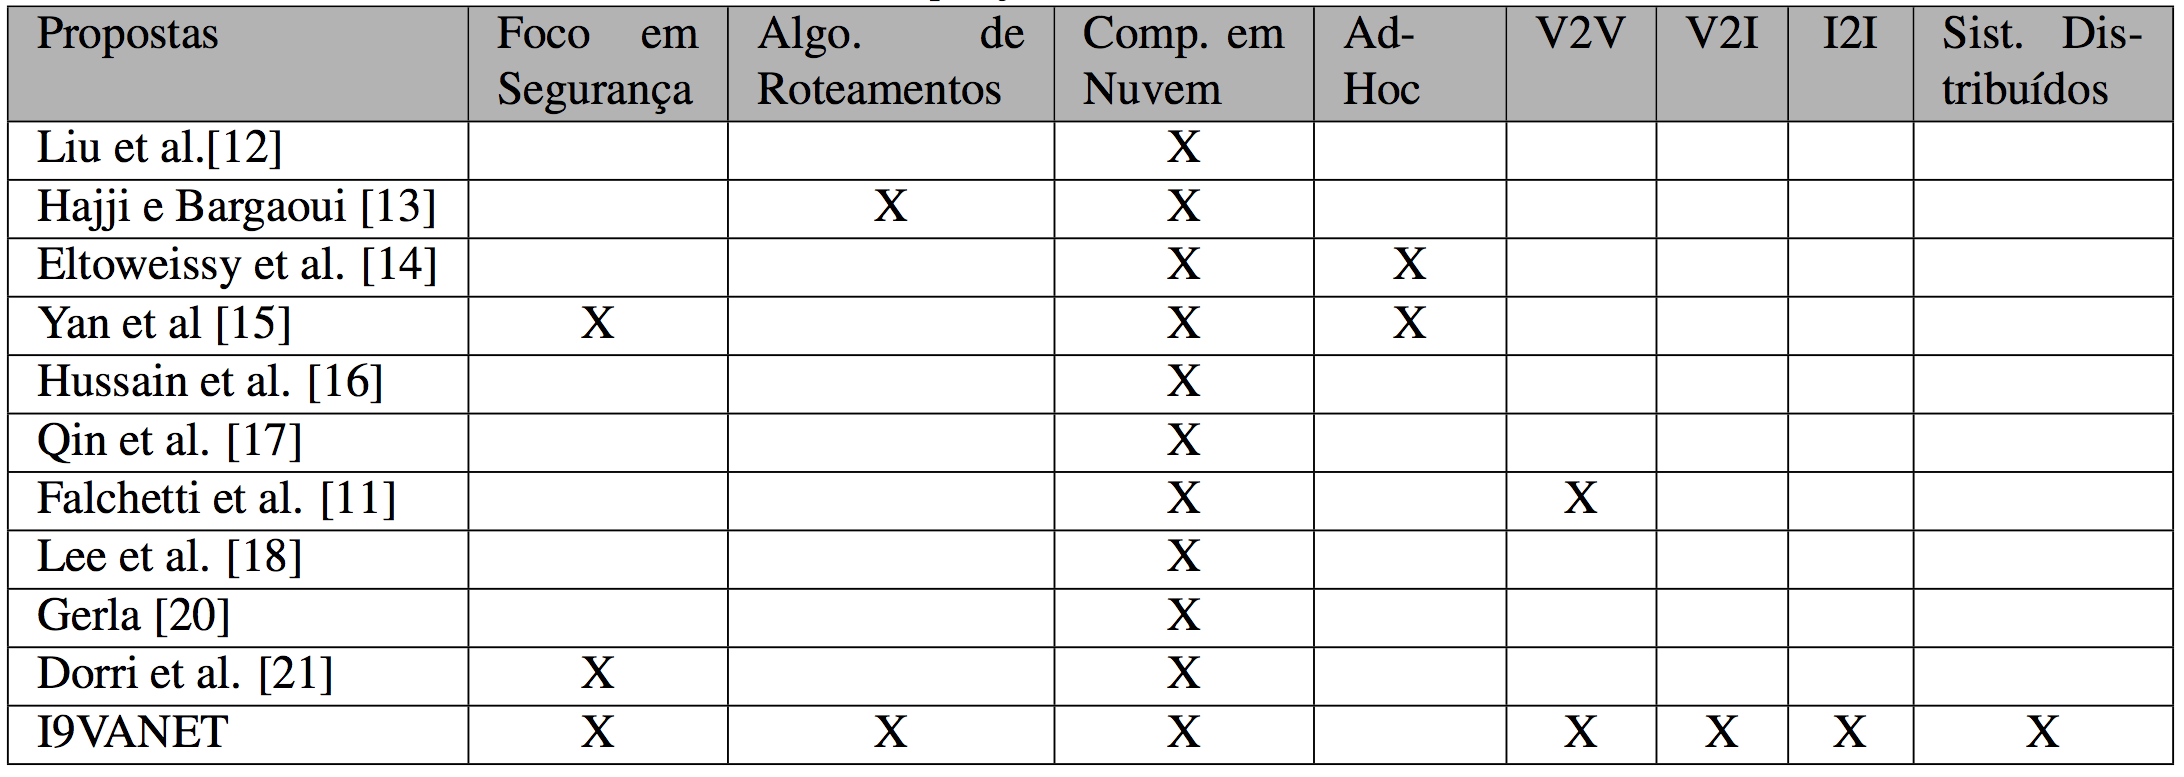 Propostas Foco em Segurança Algo. de Roteamentos Comp. em Nuvem Ad-Hoc V2V V2I I2I Sist. Dis-tribuídos
Liu et al.[12] X
Hajji e Bargaoui [13] X X
Eltoweissy et al. [14] X X
Yan et al [15] X X X
Hussain et al. [16] X
Qin et al. [17] X
Falchetti et al. [11] X X
Lee et al. [18] X
Gerla [20] X
Dorri et al. [21] X X
I9VANET X X X X X X X